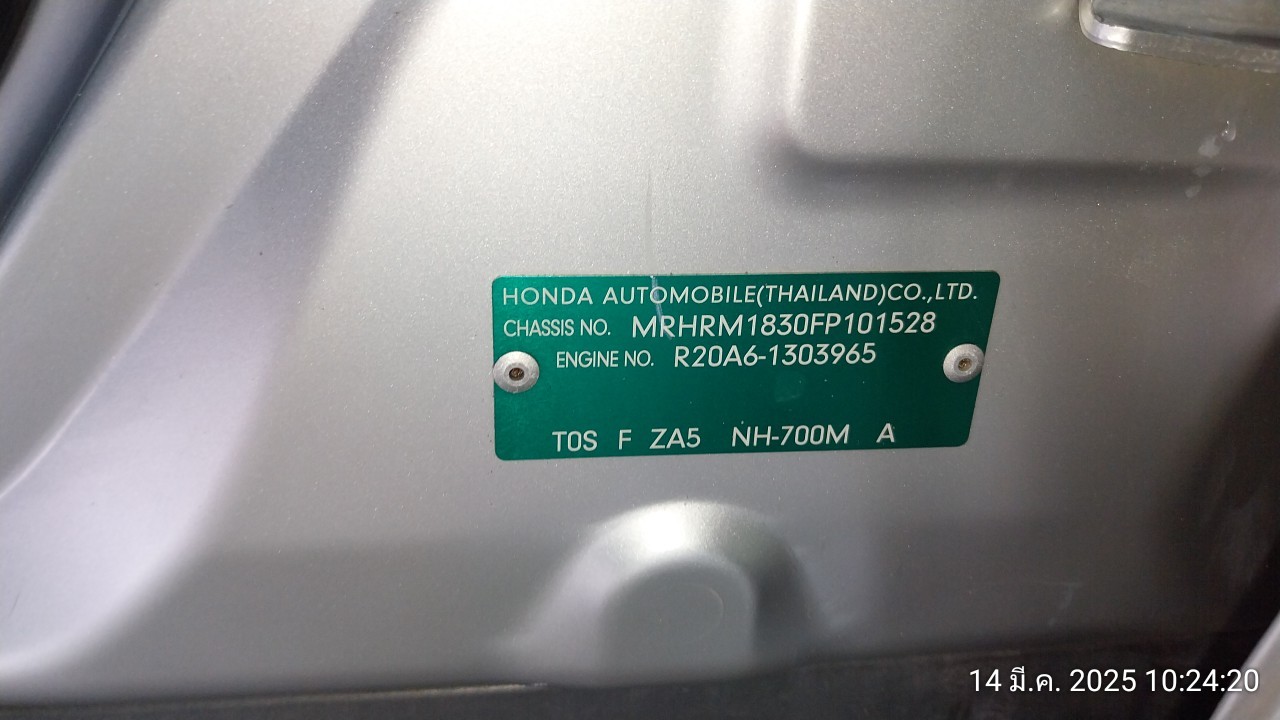 HONDA AUTOMOBILE(THAILAND)CO.,LTD.
CHASSIS NO. MRHRM1830FP101528
ENGINE NO. R20A6-1303965
T0S F ZA5 NH-700M A
14 มี.ค. 2025 10:24:20